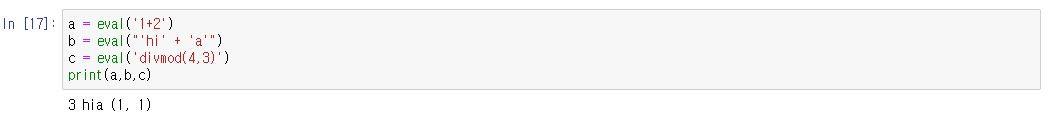 In [17]: a = eval('1+2')
b = eval("'hi' + 'a'")
c = eval('divmod(4,3)')
print(a,b,c)
3 hia (1, 1)